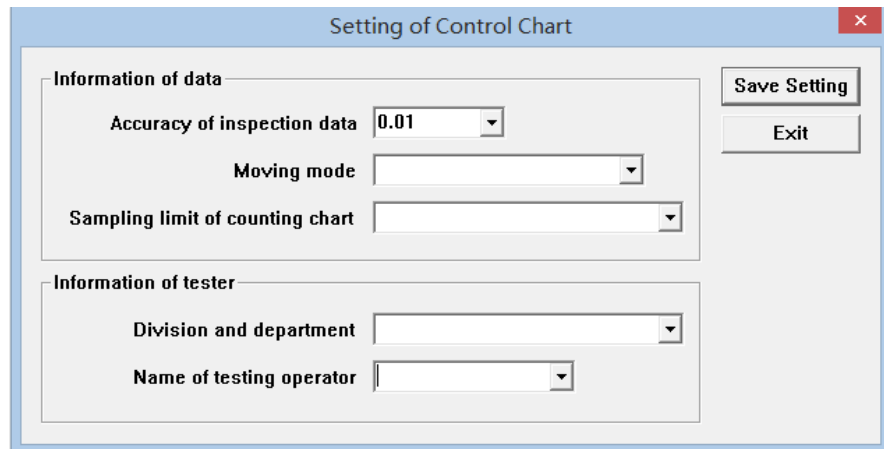 Setting of Control Chart
Information of data
Save Setting
Accuracy of inspection data 0.01
Exit
Moving mode
Sampling limit of counting chart
Information of tester
Division and department
Name of testing operator